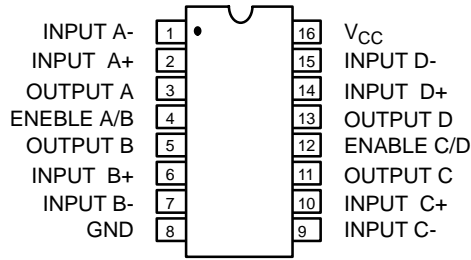 INPUT A- 1 16 VCC
INPUT A+ 2 15 INPUT D-
OUTPUT A 3 14 INPUT D+
ENEBLE A/B 4 13 OUTPUT D
OUTPUT B 5 12 ENABLE C/D
INPUT B+ 6 11 OUTPUT C
INPUT B- 7 10 INPUT C+
GND 8 9 INPUT C-